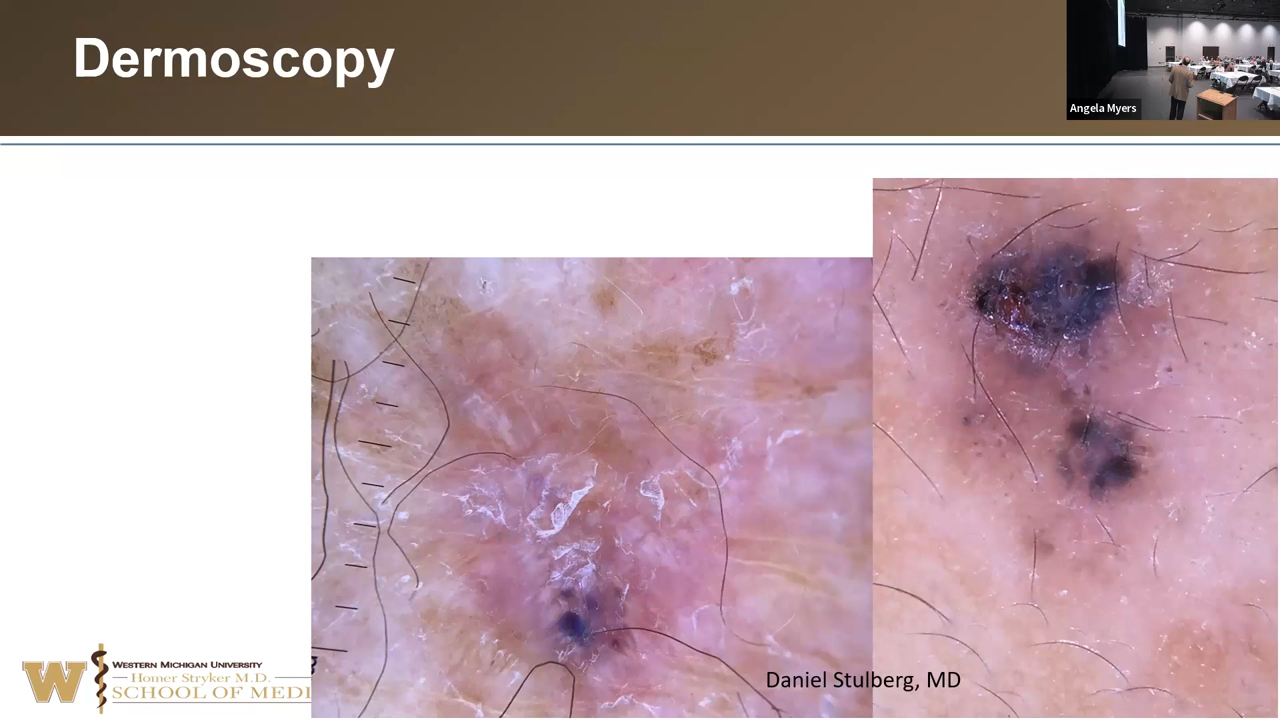 Dermoscopy
Angela Myers
WESTERN MICHIGAN UNIVERSITY
Homer Stryker M.D.
SCHOOL OF MEDI
Daniel Stulberg, MD